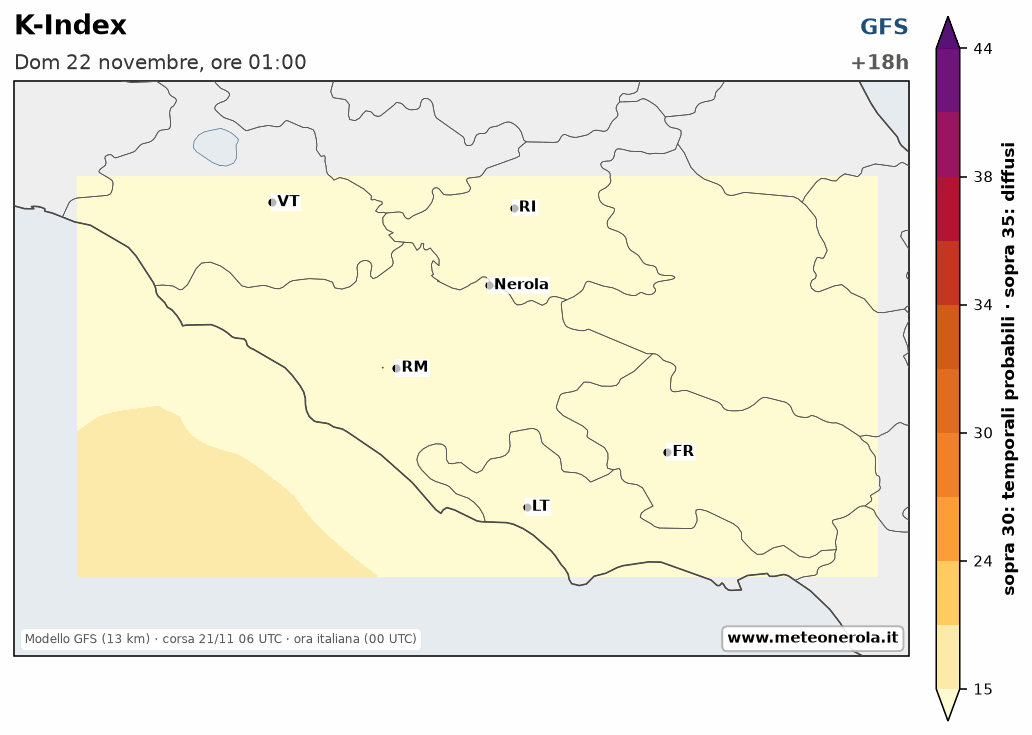 K-Index
GFS
Dom 22 novembre, ore 01:00
+18h
VT
RI
Nerola
RM
FR
LT
Modello GFS (13 km) · corsa 21/11 06 UTC · ora italiana (00 UTC)
www.meteonerola.it
44
38
34
30
24
15
sopra 30: temporali probabili · sopra 35: diffusi